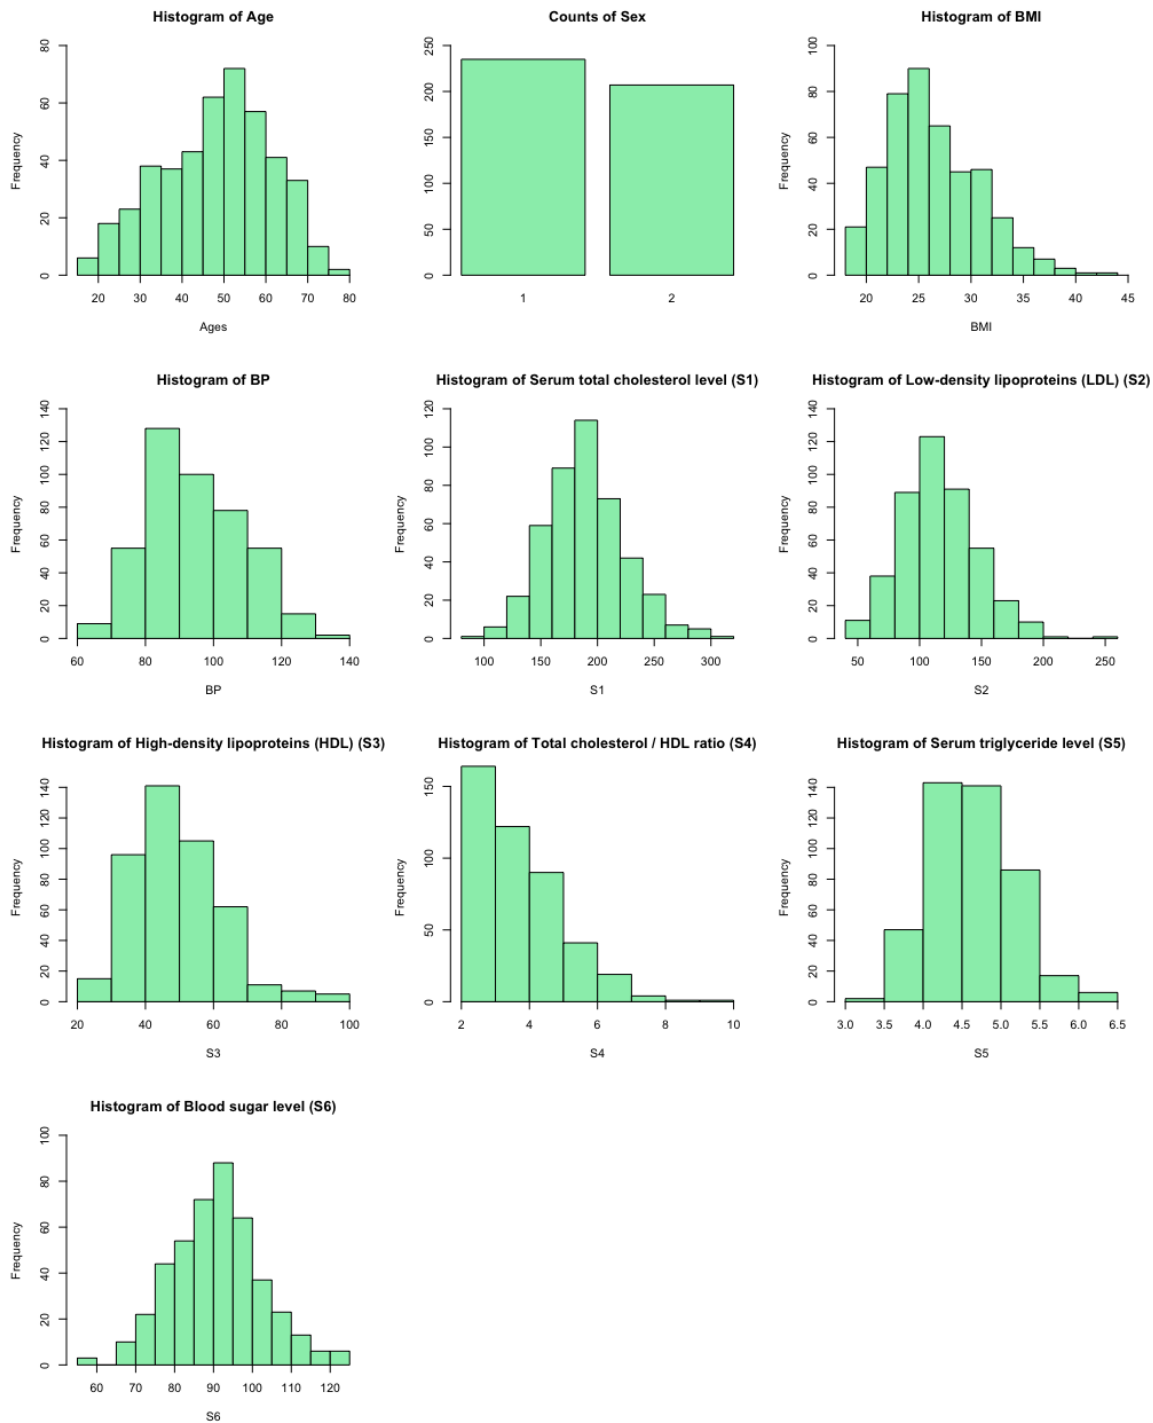 Histogram of Age
Frequency
0 20 40 60 80
20 30 40 50 60 70 80
Ages
Counts of Sex
0 50 100 150 200 250
1 2
Histogram of BMI
Frequency
0 20 40 60 80 100
20 25 30 35 40 45
BMI
Histogram of BP
Frequency
0 20 40 60 80 100 120 140
60 80 100 120 140
BP
Histogram of Serum total cholesterol level (S1)
Frequency
0 20 40 60 80 100 120
100 150 200 250 300
S1
Histogram of Low-density lipoproteins (LDL) (S2)
Frequency
0 20 40 60 80 100 120 140
50 100 150 200 250
S2
Histogram of High-density lipoproteins (HDL) (S3)
Frequency
0 20 40 60 80 100 120 140
20 40 60 80 100
S3
Histogram of Total cholesterol / HDL ratio (S4)
Frequency
0 50 100 150
2 4 6 8 10
S4
Histogram of Serum triglyceride level (S5)
Frequency
0 20 40 60 80 100 120 140
3.0 3.5 4.0 4.5 5.0 5.5 6.0 6.5
S5
Histogram of Blood sugar level (S6)
Frequency
0 20 40 60 80 100
60 70 80 90 100 110 120
S6